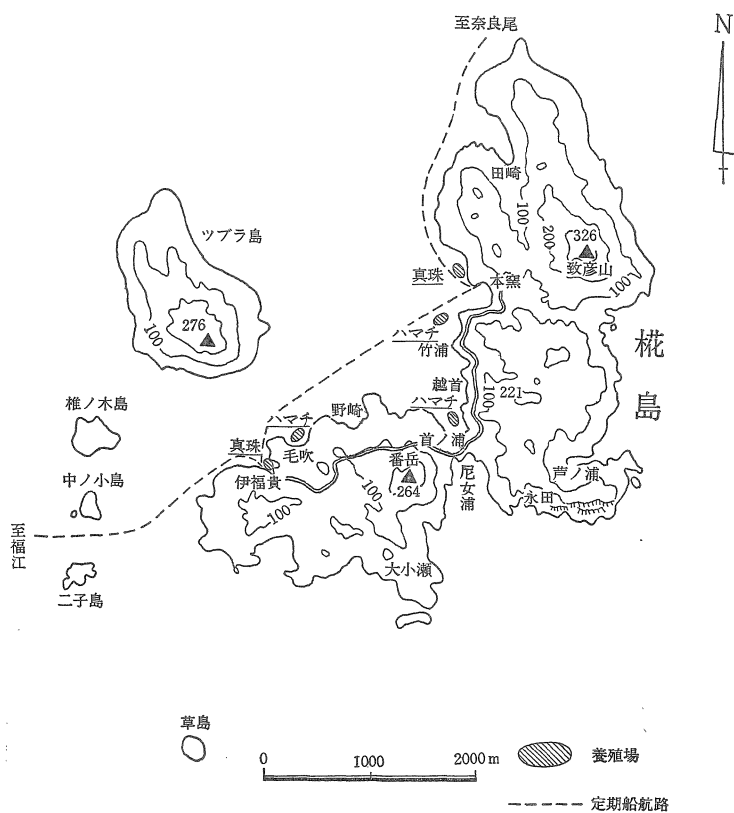 至奈良尾
N
田崎
100
200
326
致彦山
100
真珠
本窯
ツブラ島
276
100
ハマチ
竹浦
椛島
越首
ハマチ
100
221
椎ノ木島
野崎
ハマチ
首ノ浦
真珠
毛吹
番岳
264
100
伊福貴
100
尼女浦
芦ノ浦
永田
中ノ小島
至福江
二子島
大小瀬
草島
0 1000 2000m
養殖場
定期船航路